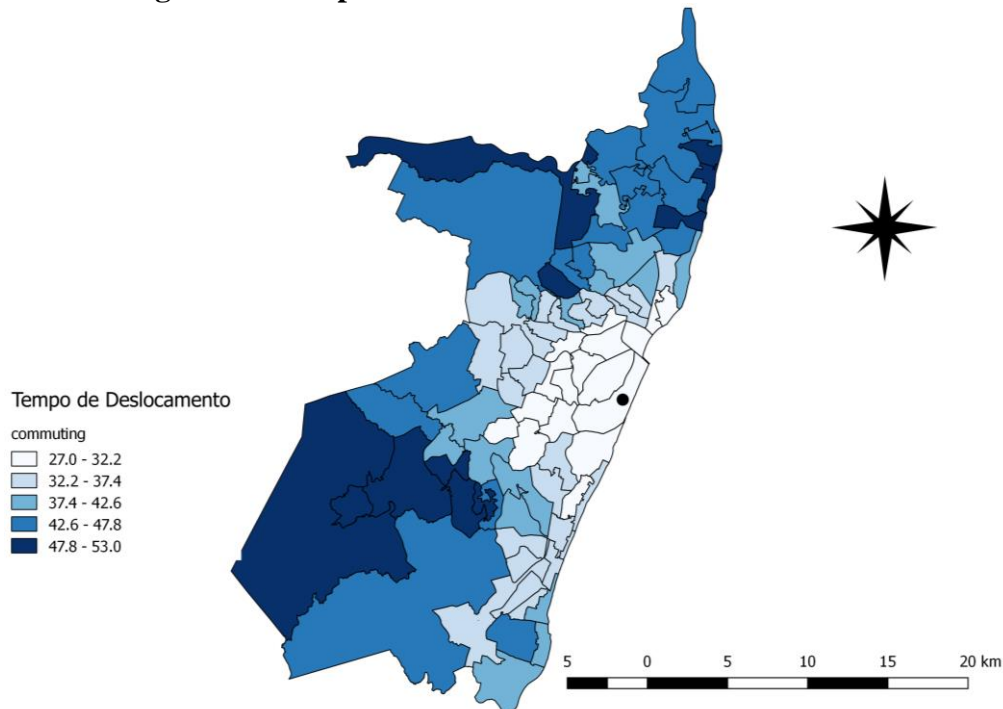 Tempo de Deslocamento
commuting
27.0 - 32.2
32.2 - 37.4
37.4 - 42.6
42.6 - 47.8
47.8 - 53.0
5 0 5 10 15 20 km